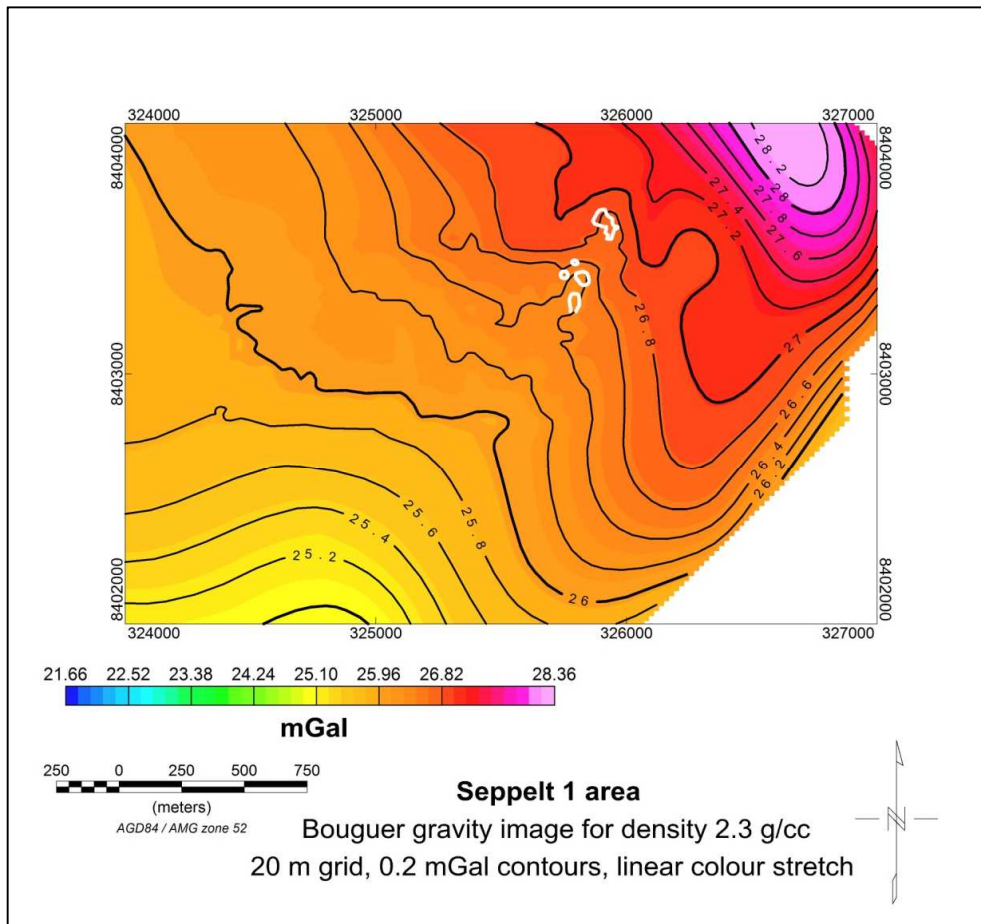 324000 325000 326000 327000
8404000 8404000
28.2
28
27.8
27.6
27.4
27.2
26.8
27
8403000 8403000
26.6
26.4
26.2
25.8
25.6
25.4
25.2
26
8402000 8402000
324000 325000 326000 327000
21.66 22.52 23.38 24.24 25.10 25.96 26.82 28.36
mGal
250 0 250 500 750
(meters)
AGD84 / AMG zone 52
Seppelt 1 area
Bouguer gravity image for density 2.3 g/cc
20 m grid, 0.2 mGal contours, linear colour stretch
N